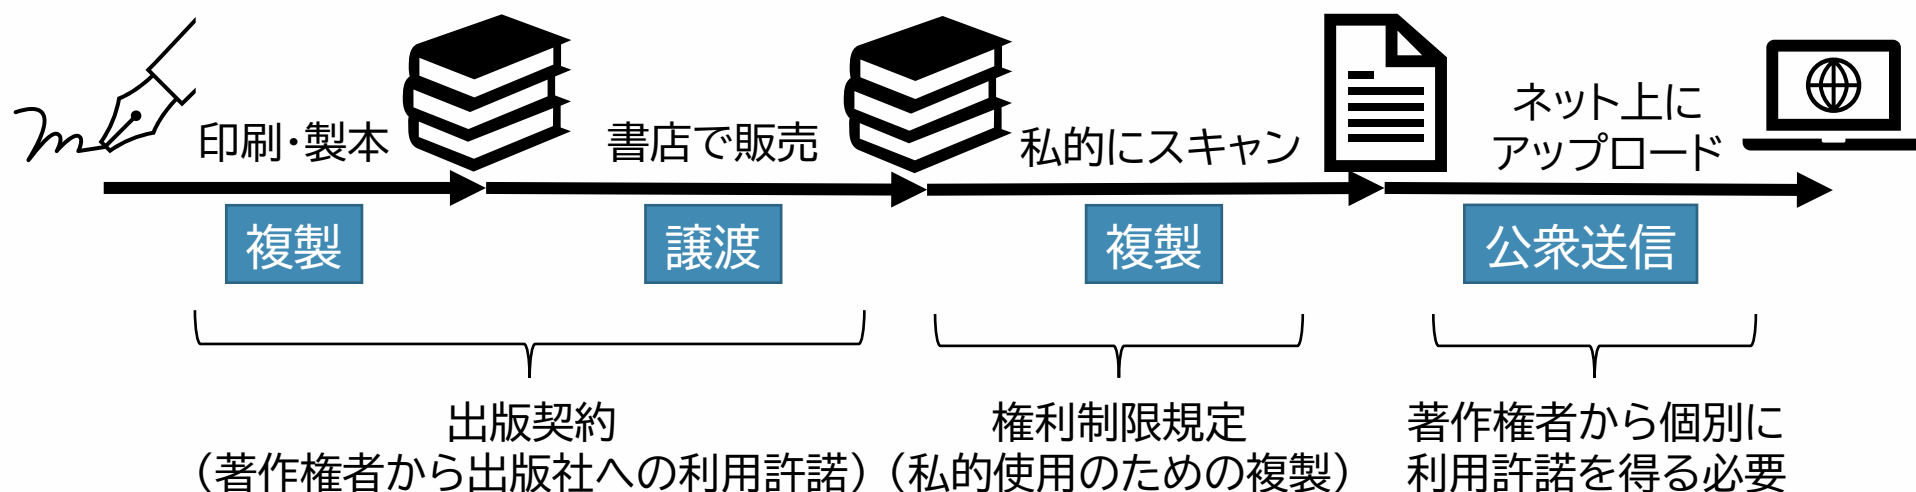 印刷・製本
書店で販売
私的にスキャン
ネット上に
アップロード
複製
譲渡
複製
公衆送信
出版契約
（著作権者から出版社への利用許諾）
権利制限規定
（私的使用のための複製）
著作権者から個別に
利用許諾を得る必要